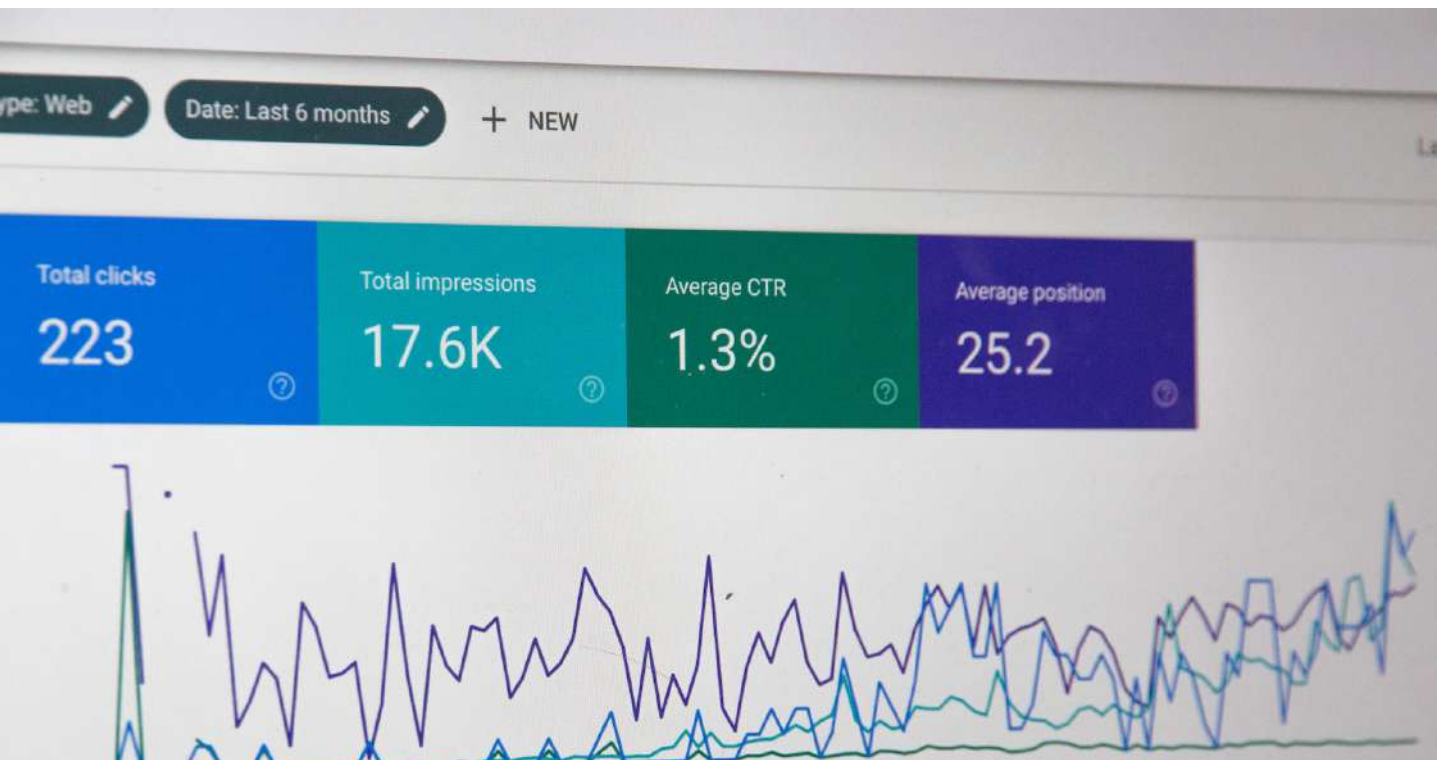 ype: Web
Date: Last 6 months
+ NEW
La
Total clicks
223
Total impressions
17.6K
Average CTR
1.3%
Average position
25.2